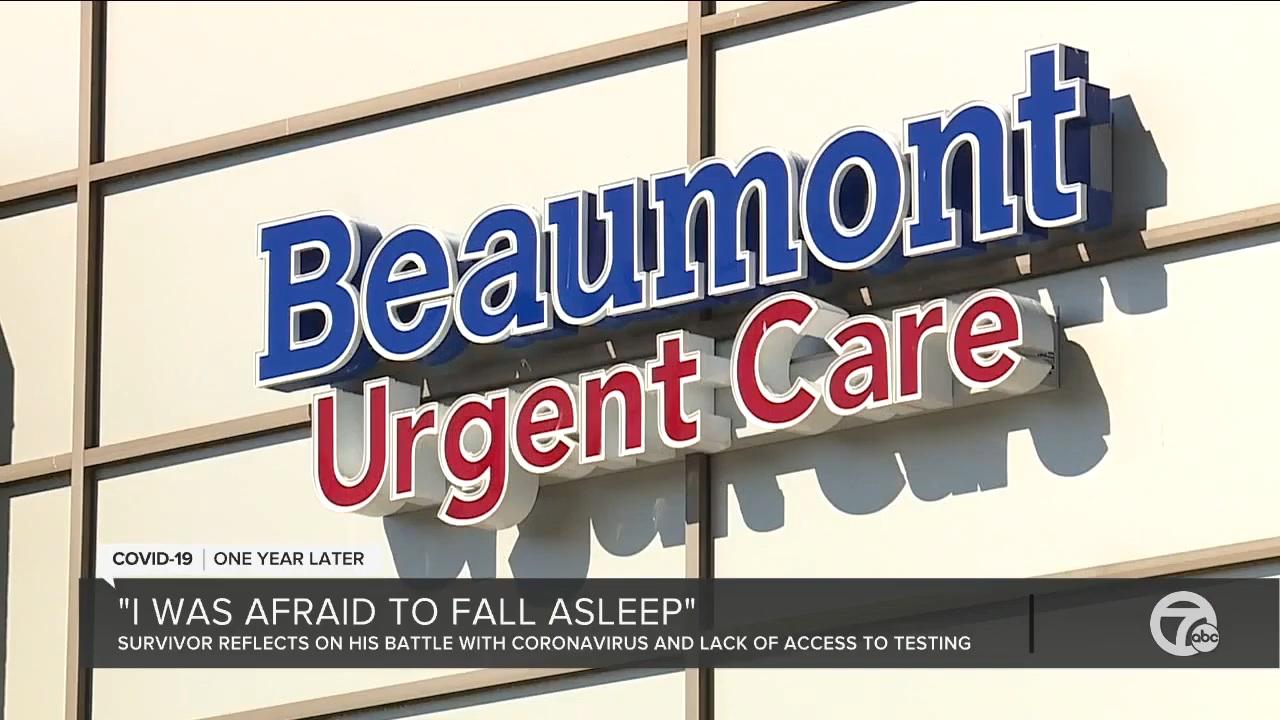 Beaumont
Urgent Care
COVID-19 | ONE YEAR LATER
"I WAS AFRAID TO FALL ASLEEP"
SURVIVOR REFLECTS ON HIS BATTLE WITH CORONAVIRUS AND LACK OF ACCESS TO TESTING
7 abc